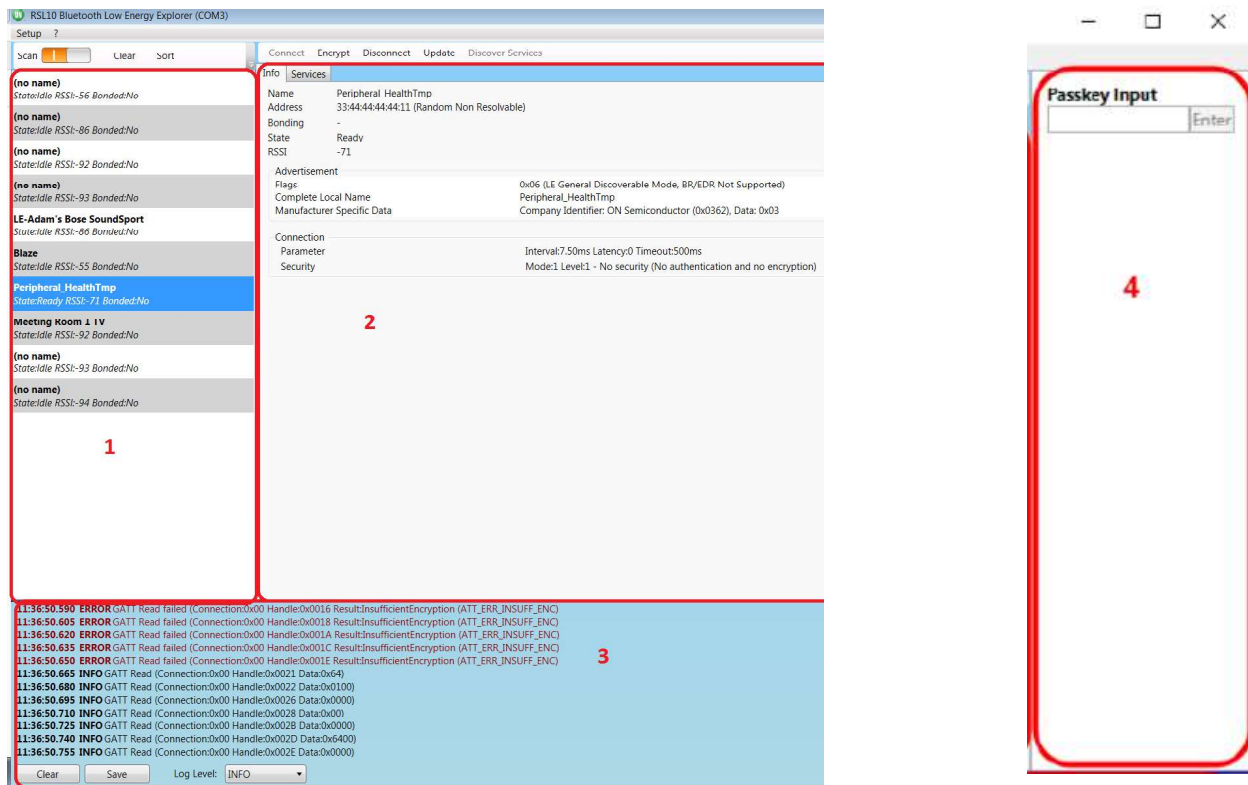 RSL10 Bluetooth Low Energy Explorer (COM3)
Setup ?
Scan Clear Sort
Connect Encrypt Disconnect Update Discover Services
(no name)
State:Idle RSSI:-56 Bonded:No
(no name)
State:Idle RSSI:-86 Bonded:No
(no name)
State:Idle RSSI:-92 Bonded:No
(no name)
State:Idle RSSI:-93 Bonded:No
LE-Adam's Bose SoundSport
State:Idle RSSI:-86 Bonded:No
Blaze
State:Idle RSSI:-55 Bonded:No
Peripheral_HealthTmp
State:Ready RSSI:-71 Bonded:No
Meeting Room 1 TV
State:Idle RSSI:-92 Bonded:No
(no name)
State:Idle RSSI:-93 Bonded:No
(no name)
State:Idle RSSI:-94 Bonded:No
1
Info Services
Name Peripheral_HealthTmp
Address 33:44:44:44:44:11 (Random Non Resolvable)
Bonding -
State Ready
RSSI -71
Advertisement
Flags 0x06 (LE General Discoverable Mode, BR/EDR Not Supported)
Complete Local Name Peripheral_HealthTmp
Manufacturer Specific Data Company Identifier: ON Semiconductor (0x0362), Data: 0x03
Connection
Parameter Interval:7.50ms Latency:0 Timeout:500ms
Security Mode:1 Level:1 - No security (No authentication and no encryption)
2
11:36:50.590 ERROR GATT Read failed (Connection:0x00 Handle:0x0016 Result:InsufficientEncryption (ATT_ERR_INSUFF_ENC)
11:36:50.605 ERROR GATT Read failed (Connection:0x00 Handle:0x0018 Result:InsufficientEncryption (ATT_ERR_INSUFF_ENC)
11:36:50.620 ERROR GATT Read failed (Connection:0x00 Handle:0x001A Result:InsufficientEncryption (ATT_ERR_INSUFF_ENC)
11:36:50.635 ERROR GATT Read failed (Connection:0x00 Handle:0x001C Result:InsufficientEncryption (ATT_ERR_INSUFF_ENC)
11:36:50.650 ERROR GATT Read failed (Connection:0x00 Handle:0x001E Result:InsufficientEncryption (ATT_ERR_INSUFF_ENC)
11:36:50.665 INFO GATT Read (Connection:0x00 Handle:0x0021 Data:0x64)
11:36:50.680 INFO GATT Read (Connection:0x00 Handle:0x0022 Data:0x0100)
11:36:50.695 INFO GATT Read (Connection:0x00 Handle:0x0026 Data:0x0000)
11:36:50.710 INFO GATT Read (Connection:0x00 Handle:0x0028 Data:0x00)
11:36:50.725 INFO GATT Read (Connection:0x00 Handle:0x002B Data:0x0000)
11:36:50.740 INFO GATT Read (Connection:0x00 Handle:0x002D Data:0x6400)
11:36:50.755 INFO GATT Read (Connection:0x00 Handle:0x002E Data:0x0000)
3
Clear Save Log Level: INFO
Passkey Input
Enter
4